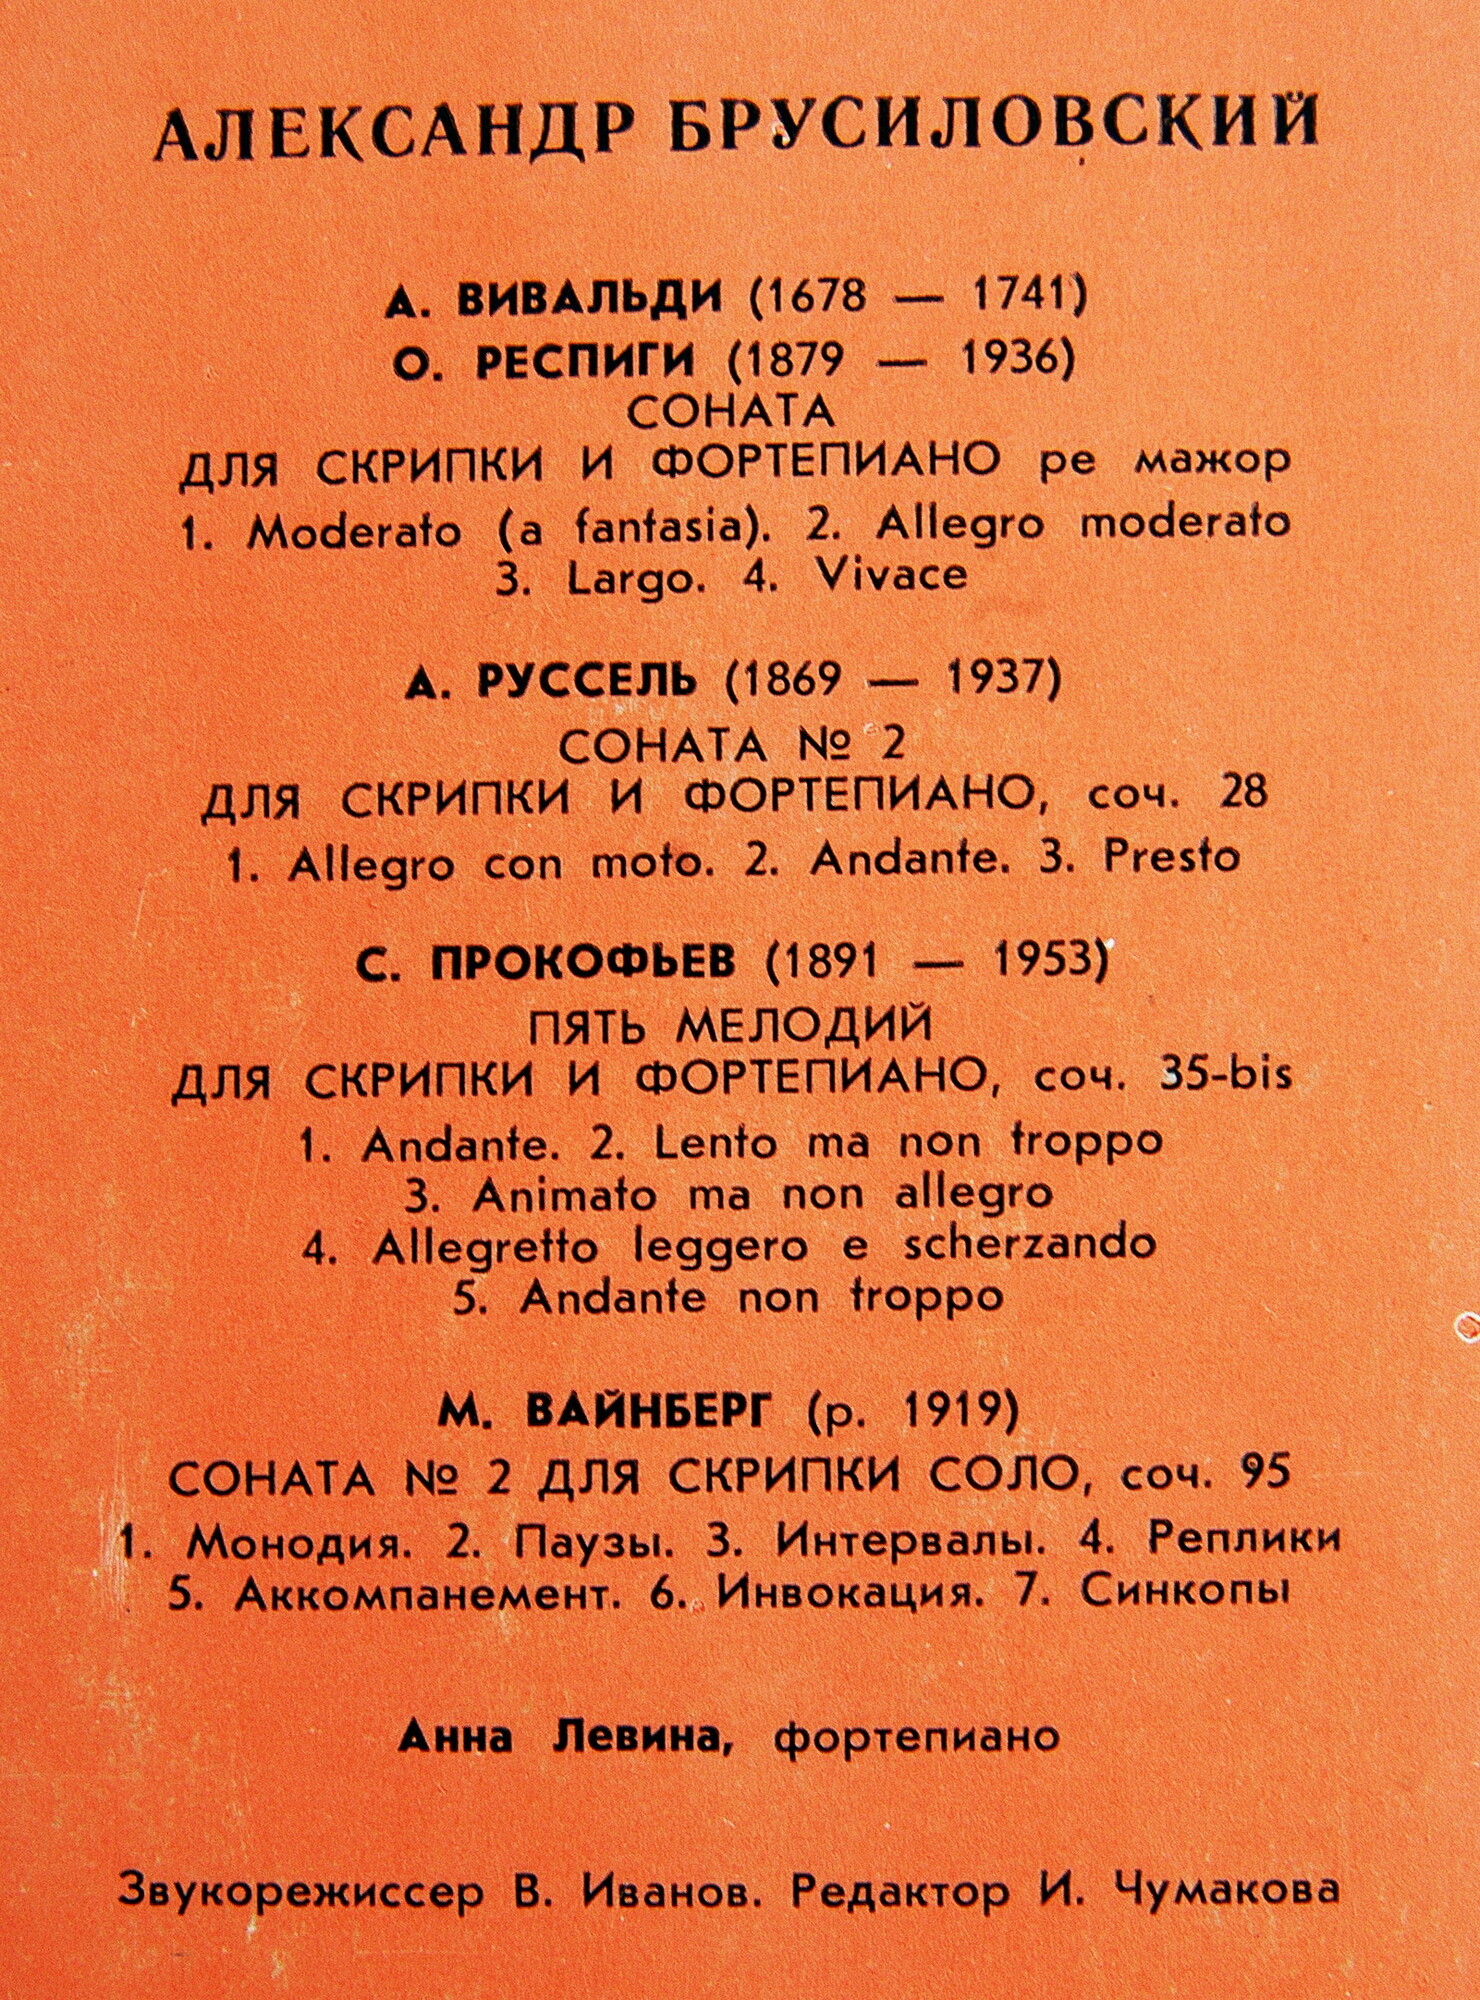 АЛЕКСАНДР БРУСИЛОВСКИЙ
А. ВИВАЛЬДИ (1678 — 1741)
О. РЕСПИГИ (1879 — 1936)
СОНАТА
ДЛЯ СКРИПКИ И ФОРТЕПИАНО ре мажор
1. Moderato (a fantasia). 2. Allegro moderato
3. Largo. 4. Vivace
А. РУССЕЛЬ (1869 — 1937)
СОНАТА № 2
ДЛЯ СКРИПКИ И ФОРТЕПИАНО, соч. 28
1. Allegro con moto. 2. Andante. 3. Presto
С. ПРОКОФЬЕВ (1891 — 1953)
ПЯТЬ МЕЛОДИЙ
ДЛЯ СКРИПКИ И ФОРТЕПИАНО, соч. 35-bis
1. Andante. 2. Lento ma non troppo
3. Animato ma non allegro
4. Allegretto leggero e scherzando
5. Andante non troppo
М. ВАЙНБЕРГ (р. 1919)
СОНАТА № 2 ДЛЯ СКРИПКИ СОЛО, соч. 95
1. Монодия. 2. Паузы. 3. Интервалы. 4. Реплики
5. Аккомпанемент. 6. Инвокация. 7. Синкопы
Анна Левина, фортепиано
Звукорежиссер В. Иванов. Редактор И. Чумакова